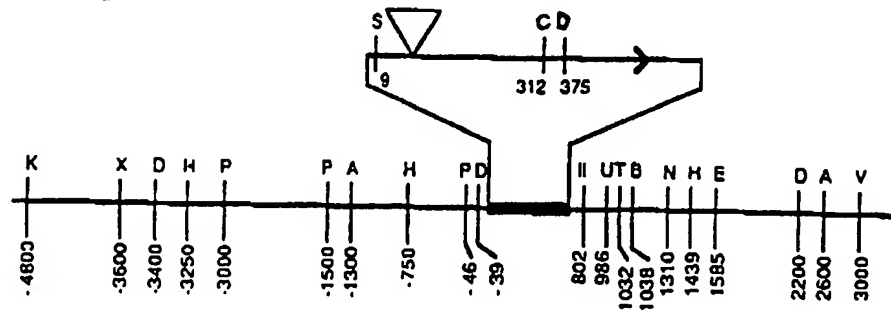 S C D
9 312 375
K X D H P P A H P D II U T B N H E D A V
-4800 -3600 -3400 -3250 -3000 -1500 -1300 -750 -46 -39 802 986 1032 1038 1310 1439 1585 2200 2600 3000